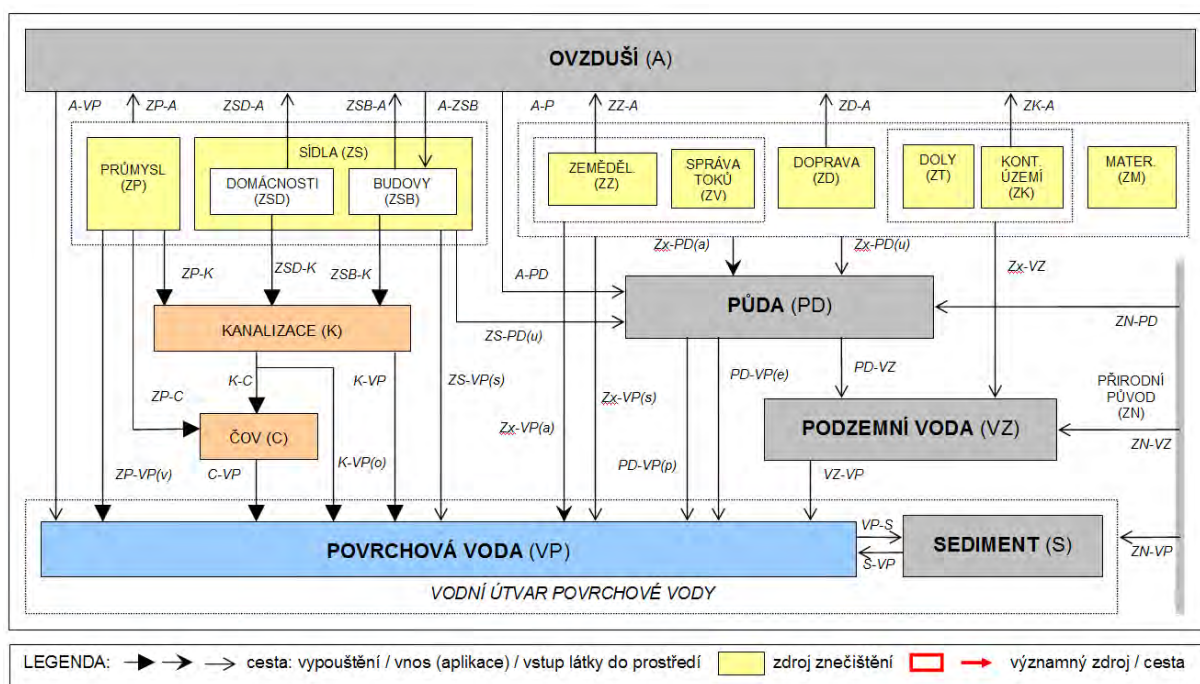 OVZDUŠÍ (A)
A-VP
ZP-A
ZSD-A
ZSB-A
A-ZSB
A-P
ZZ-A
ZD-A
ZK-A
PRŮMYSL
(ZP)
SÍDLA (ZS)
DOMÁCNOSTI
(ZSD)
BUDOVY
(ZSB)
ZEMĚDĚL.
(ZZ)
SPRÁVA
TOKŮ
(ZV)
DOPRAVA
(ZD)
DOLY
(ZT)
KONT.
ÚZEMÍ
(ZK)
MATER.
(ZM)
ZP-K
ZSD-K
ZSB-K
A-PD
Zx-PD(a)
Zx-PD(u)
Zx-VZ
KANALIZACE (K)
ZS-PD(u)
PŮDA (PD)
ZN-PD
ZP-C
K-C
K-VP
ZS-VP(s)
Zx-VP(a)
Zx-VP(s)
PD-VP(e)
PD-VZ
PŘIRODNÍ
PŮVOD
(ZN)
ČOV (C)
PODZEMNÍ VODA (VZ)
ZN-VZ
ZP-VP(v)
C-VP
K-VP(o)
PD-VP(p)
VZ-VP
POVRCHOVÁ VODA (VP)
VP-S
S-VP
SEDIMENT (S)
ZN-VP
VODNÍ ÚTVAR POVRCHOVÉ VODY
LEGENDA: cesta: vypouštění / vnos (aplikace) / vstup látky do prostředí zdroj znečištění významný zdroj / cesta